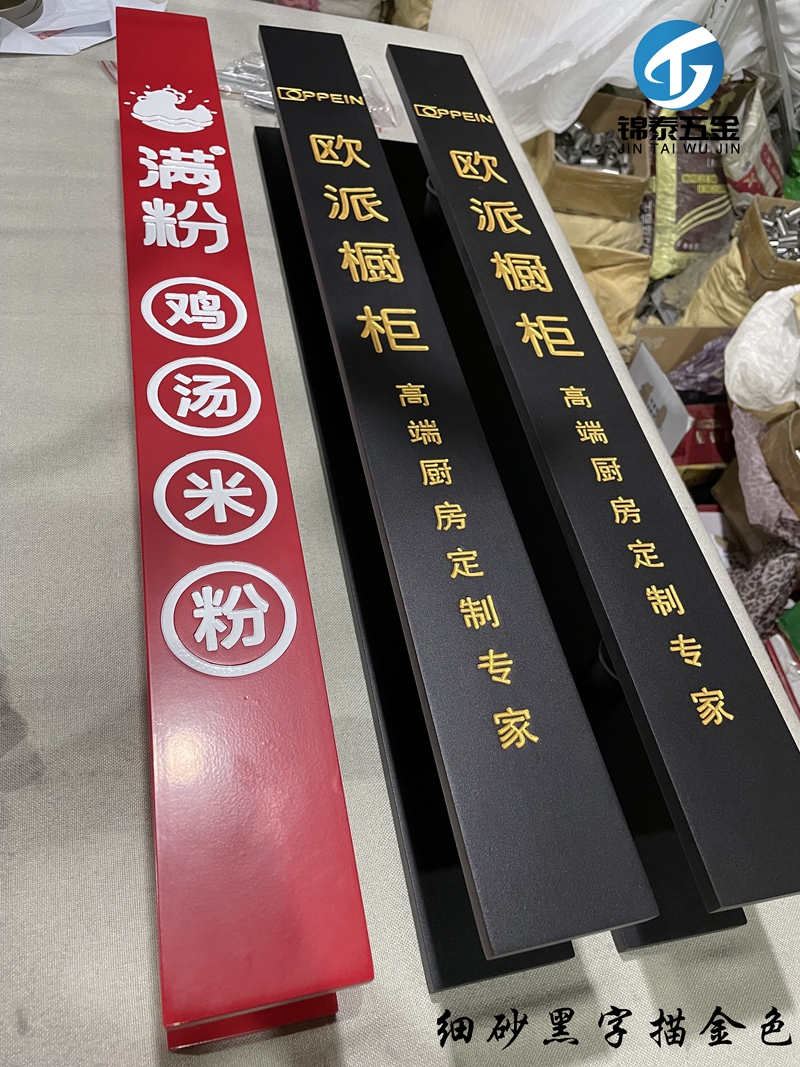 满粉
鸡汤米粉
OPPEIN
欧派橱柜
高端厨房定制专家
OPPEIN
欧派橱柜
高端厨房定制专家
锦泰五金
JIN TAI WU JIN
细砂黑字描金色